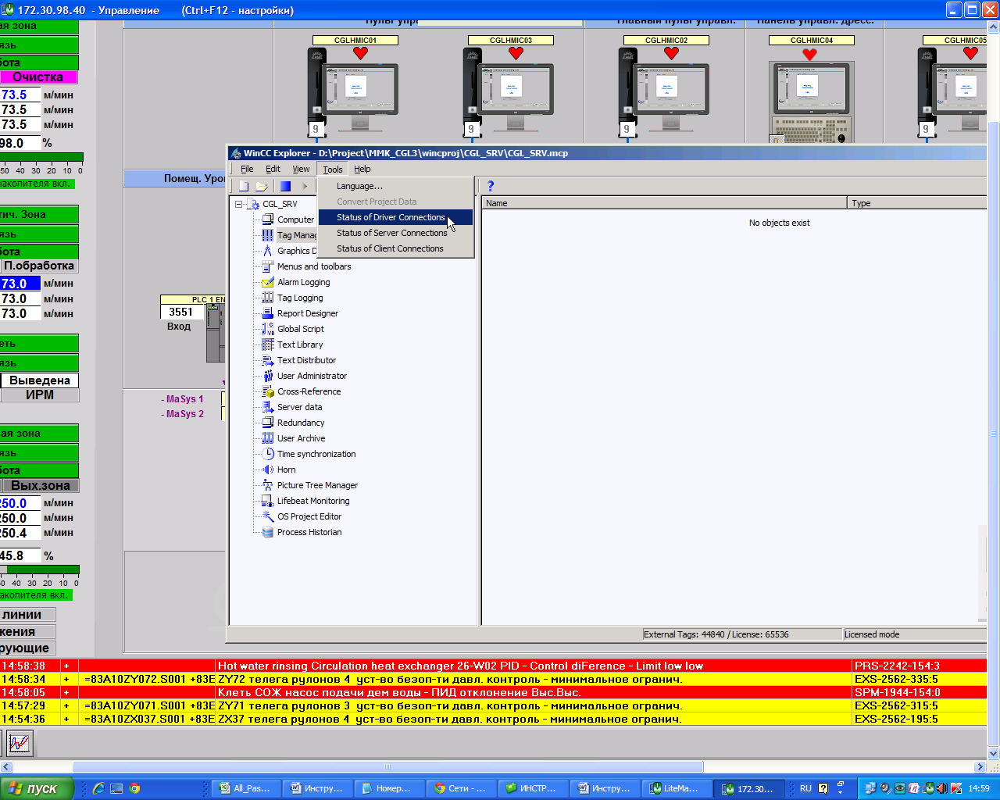 172.30.98.40 - Управление (Ctrl+F12 - настройки)
ая зона
язь
бота
Очистка
73.5 м/мин
73.5 м/мин
73.5 м/мин
98.0 %
50 40 30 20 10 0
накопителя вкл.
тич. Зона
язь
бота
П.обработка
73.0 м/мин
73.0 м/мин
73.0 м/мин
еть
язь
Выведена
ИРМ
ая зона
язь
бота
Вых.зона
250.0 м/мин
250.0 м/мин
250.4 м/мин
45.8 %
50 40 30 20 10 0
накопителя вкл.
линии
жения
рующие
Пульт упра
Главный пульт управл.
Панель управл. дресс.
CGLHMIC01
CGLHMIC03
CGLHMIC02
CGLHMIC04
CGLHMIC05
9
9
9
9
Помещ. Уро
PLC 1 EN
3551
Вход
- MaSys 1
- MaSys 2
WinCC Explorer - D:\Project\MMK_CGL3\wincproj\CGL_SRV\CGL_SRV.mcp
File Edit View Tools Help
Language...
Convert Project Data
Status of Driver Connections
Status of Server Connections
Status of Client Connections
?
CGL_SRV
Computer
Tag Manag
Graphics D
Menus and toolbars
Alarm Logging
Tag Logging
Report Designer
Global Script
Text Library
Text Distributor
User Administrator
Cross-Reference
Server data
Redundancy
User Archive
Time synchronization
Horn
Picture Tree Manager
Lifebeat Monitoring
OS Project Editor
Process Historian
Name Type
No objects exist
External Tags: 44840 / License: 65536 Licensed mode
14:58:38 + Hot water rinsing Circulation heat exchanger 26-W02 PID - Control diFerence - Limit low low PRS-2242-154:3
14:58:34 + =83A10ZY072.S001 +83E ZY72 телега рулонов 4 уст-во безоп-ти давл. контроль - минимальное огранич. EXS-2562-335:5
14:58:05 + Клеть СОЖ насос подачи дем воды - ПИД отклонение Выс.Выс. SPM-1944-154:0
14:57:29 + =83A10ZY071.S001 +83E ZY71 телега рулонов 3 уст-во безоп-ти давл. контроль - минимальное огранич. EXS-2562-315:5
14:54:36 + =83A10ZX037.S001 +83E ZX37 телега рулонов 4 уст-во безоп-ти давл. контроль - минимальное огранич. EXS-2562-195:5
пуск
All_Pas...
Инстру...
Номер...
Сети - ...
ИНСТР...
Инстру...
LiteMa...
172.30...
RU
14:59